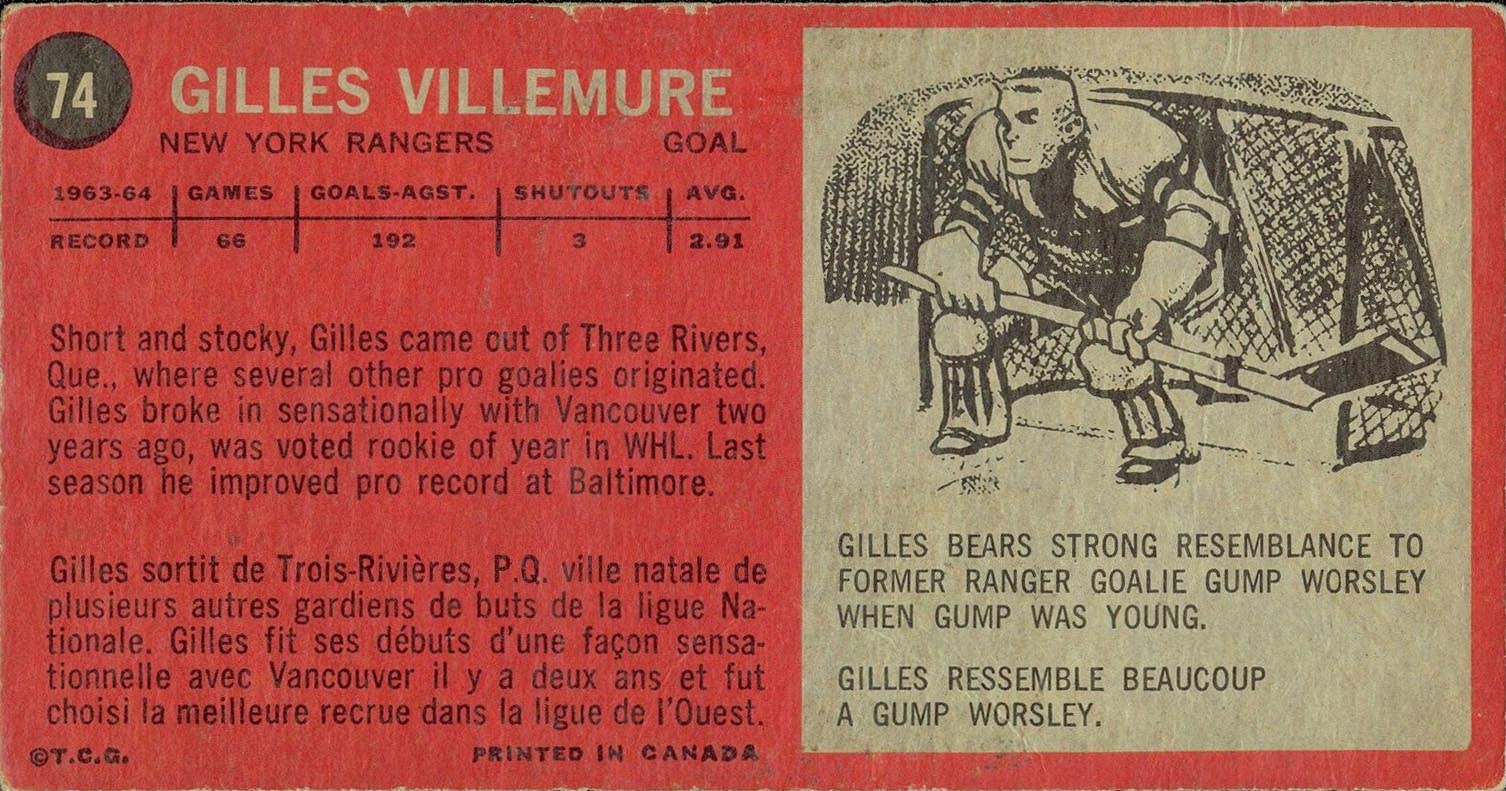 74
GILLES VILLEMURE
NEW YORK RANGERS GOAL
1963-64 GAMES GOALS-AGST. SHUTOUTS AVG.
RECORD 66 192 3 2.91
Short and stocky, Gilles came out of Three Rivers,
Que., where several other pro goalies originated.
Gilles broke in sensationally with Vancouver two
years ago, was voted rookie of year in WHL. Last
season he improved pro record at Baltimore.
Gilles sortit de Trois-Rivières, P.Q. ville natale de
plusieurs autres gardiens de buts de la ligue Na-
tionale. Gilles fit ses débuts d'une façon sensa-
tionnelle avec Vancouver il y a deux ans et fut
choisi la meilleure recrue dans la ligue de l'Ouest.
©T.C.G. PRINTED IN CANADA
GILLES BEARS STRONG RESEMBLANCE TO
FORMER RANGER GOALIE GUMP WORSLEY
WHEN GUMP WAS YOUNG.
GILLES RESSEMBLE BEAUCOUP
A GUMP WORSLEY.